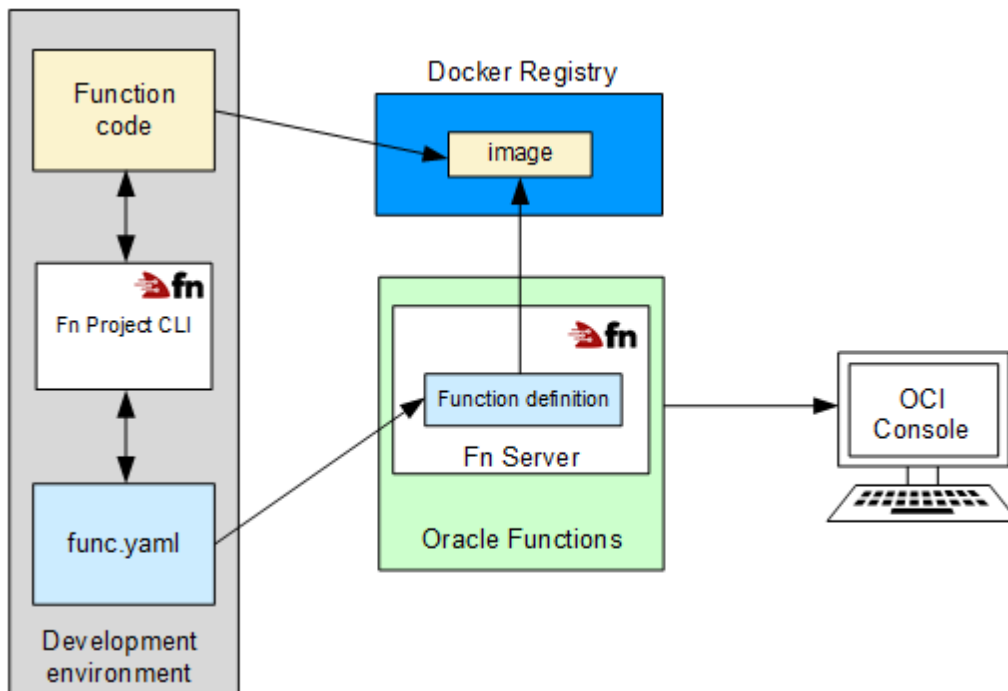 Function
code
fn
Fn Project CLI
func.yaml
Development
environment
Docker Registry
image
fn
Function definition
Fn Server
Oracle Functions
OCI
Console